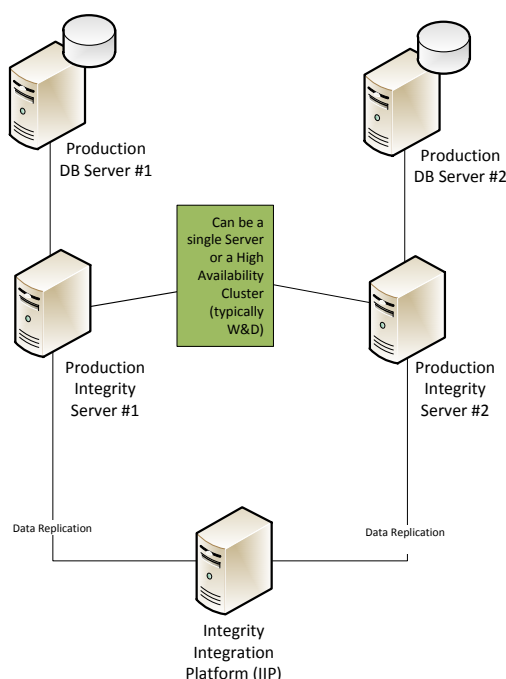 Production
DB Server #1
Production
DB Server #2
Can be a
single Server
or a High
Availability
Cluster
(typically
W&D)
Production
Integrity
Server #1
Production
Integrity
Server #2
Data Replication
Data Replication
Integrity
Integration
Platform (IIP)